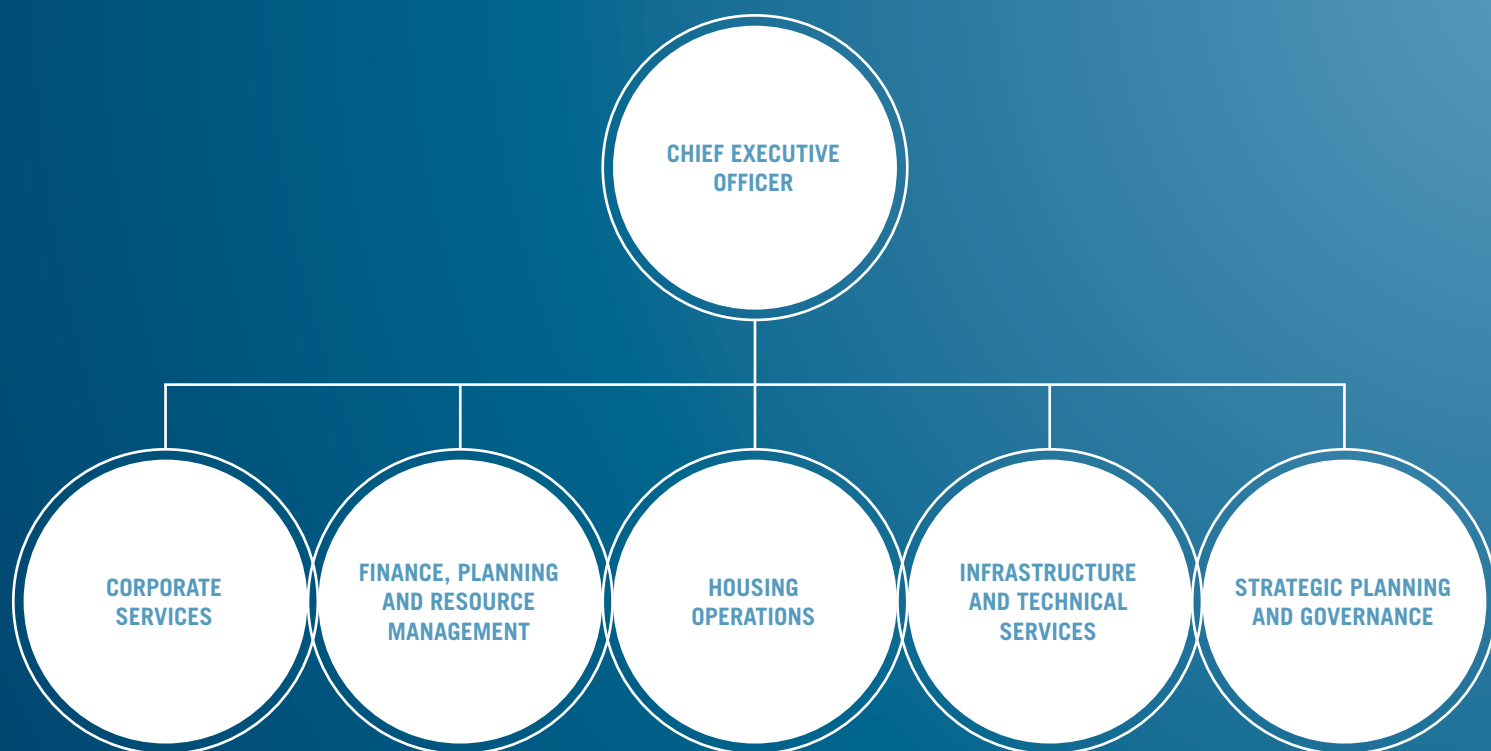 CHIEF EXECUTIVE
OFFICER
CORPORATE
SERVICES
FINANCE, PLANNING
AND RESOURCE
MANAGEMENT
HOUSING
OPERATIONS
INFRASTRUCTURE
AND TECHNICAL
SERVICES
STRATEGIC PLANNING
AND GOVERNANCE